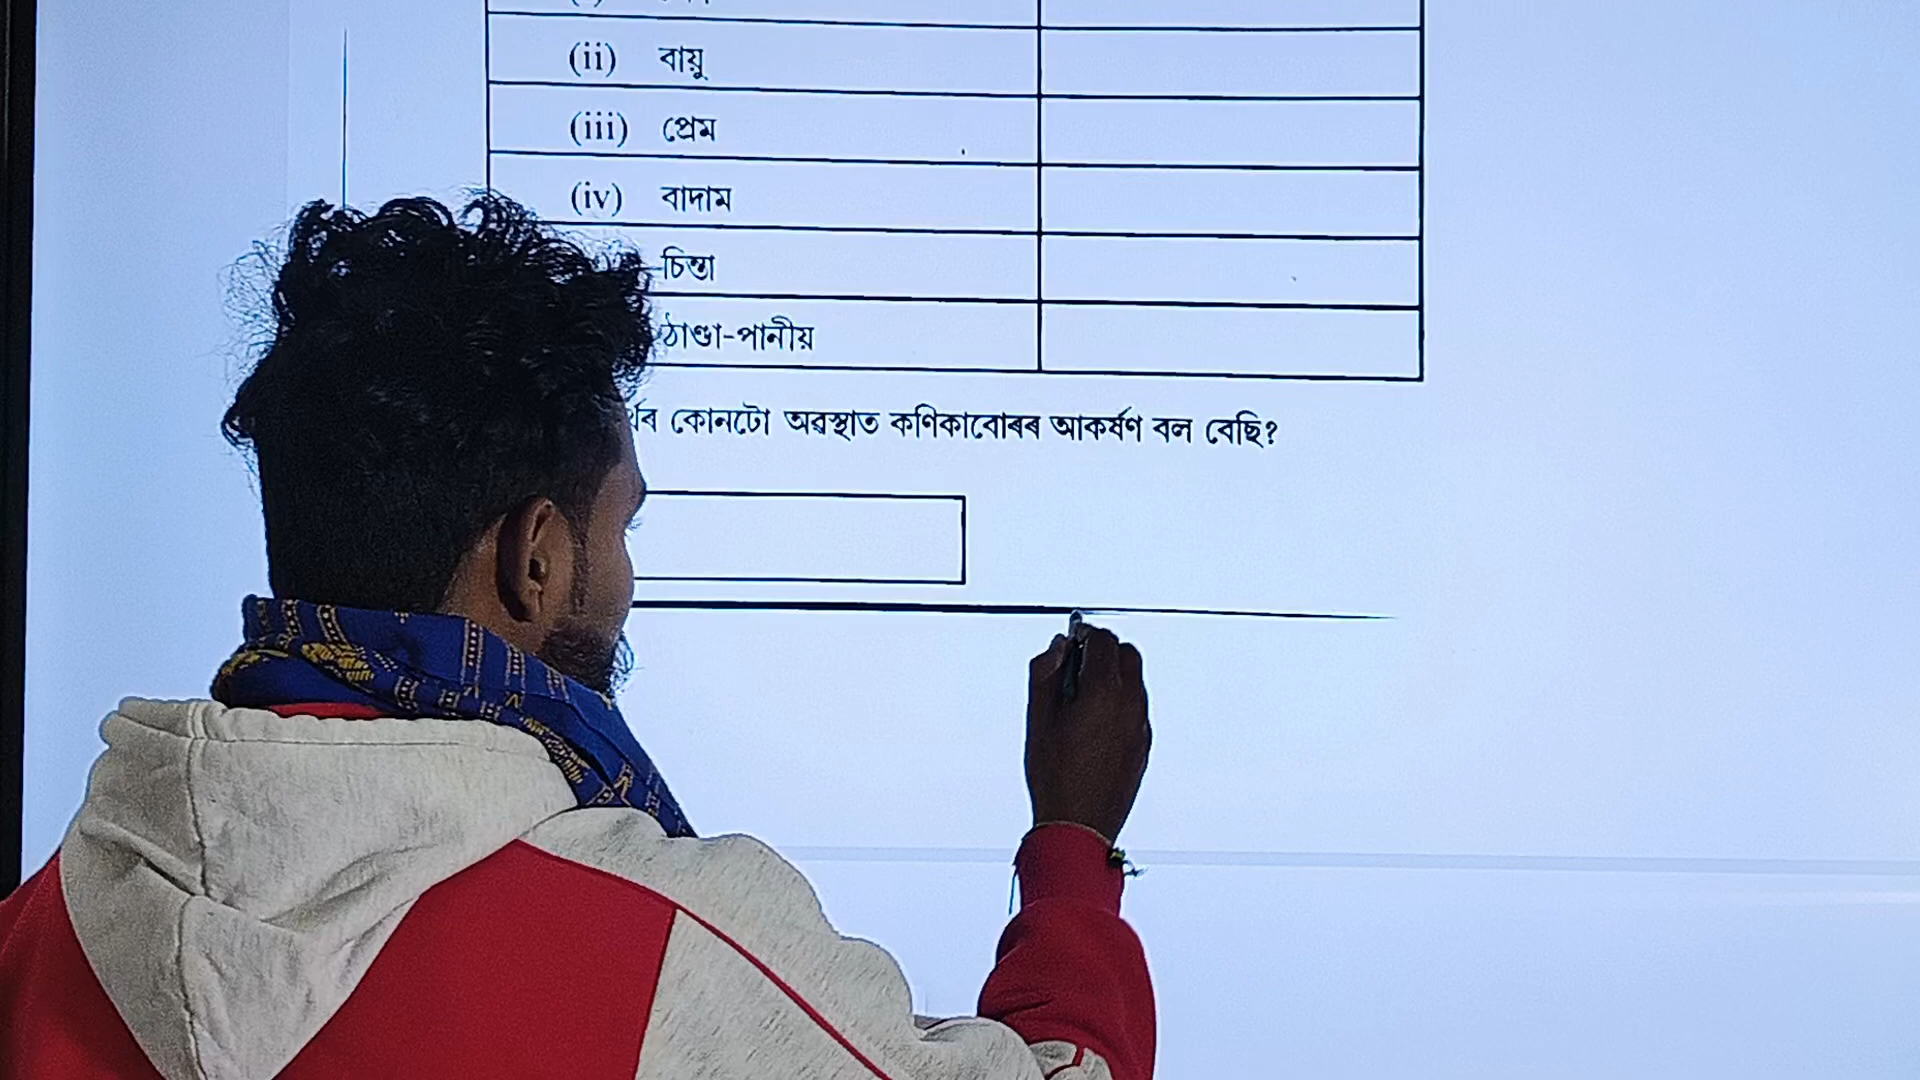 (ii) বায়ু
(iii) প্ৰেম
(iv) বাদাম
চিন্তা
ঠাণ্ডা-পানীয়
কোনটো অৱস্থাত কণিকাবোৰৰ আকৰ্ষণ বল বেছি?